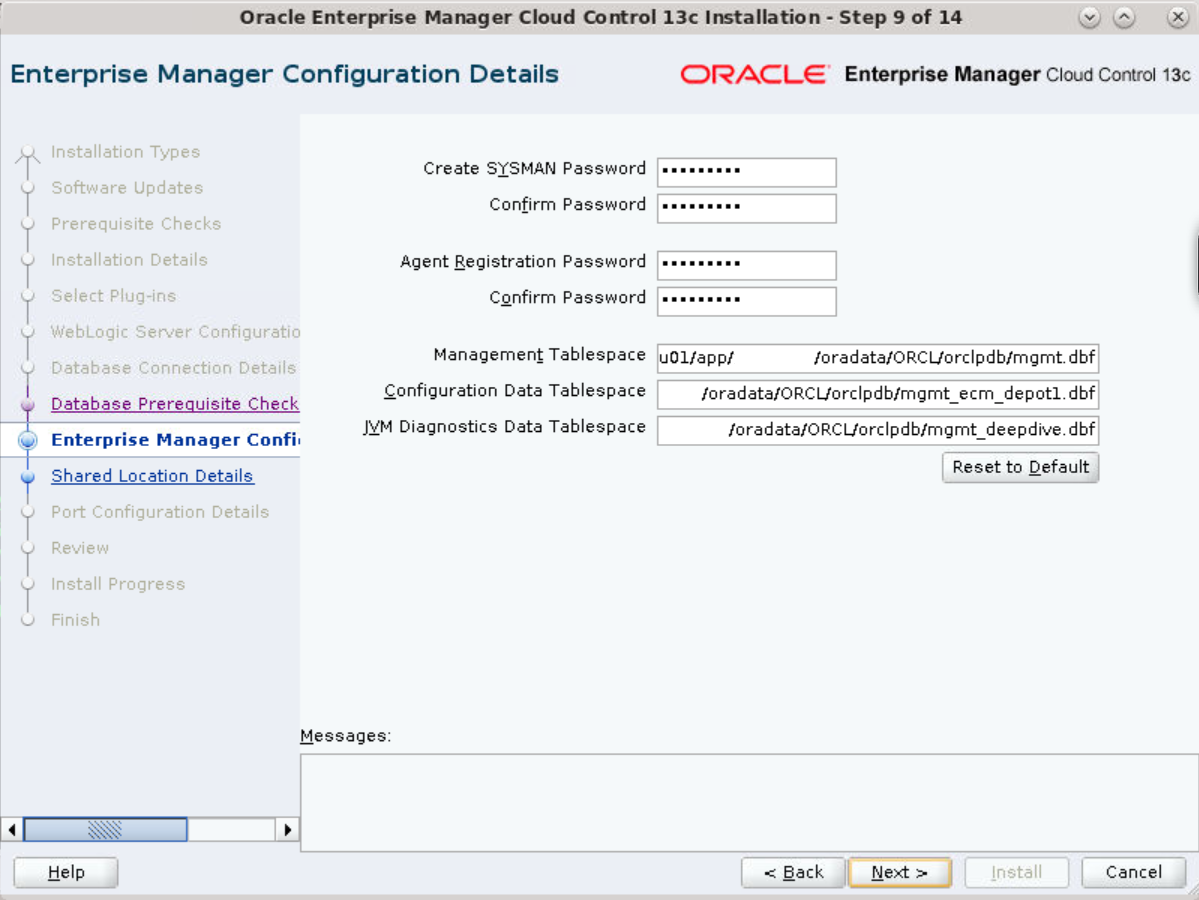 Oracle Enterprise Manager Cloud Control 13c Installation - Step 9 of 14
Enterprise Manager Configuration Details
ORACLE Enterprise Manager Cloud Control 13c
Installation Types
Software Updates
Prerequisite Checks
Installation Details
Select Plug-ins
WebLogic Server Configuratio
Database Connection Details
Database Prerequisite Check
Enterprise Manager Confi
Shared Location Details
Port Configuration Details
Review
Install Progress
Finish
Create SYSMAN Password •••••••••
Confirm Password •••••••••
Agent Registration Password •••••••••
Confirm Password •••••••••
Management Tablespace u01/app/ /oradata/ORCL/orclpdb/mgmt.dbf
Configuration Data Tablespace /oradata/ORCL/orclpdb/mgmt_ecm_depot1.dbf
JVM Diagnostics Data Tablespace /oradata/ORCL/orclpdb/mgmt_deepdive.dbf
Reset to Default
Messages:
Help
< Back
Next >
Install
Cancel